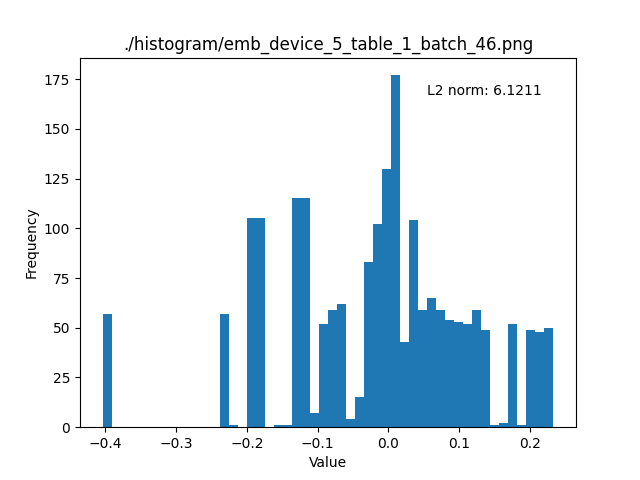 ./histogram/emb_device_5_table_1_batch_46.png
L2 norm: 6.1211
175
150
125
100
75
50
25
0
Frequency
−0.4 −0.3 −0.2 −0.1 0.0 0.1 0.2
Value